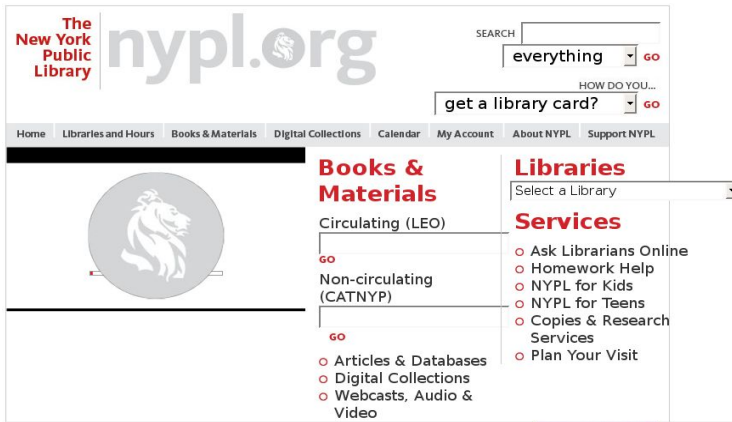 The
New York
Public
Library
nypl.org
SEARCH
everything GO
HOW DO YOU...
get a library card? GO
Home Libraries and Hours Books & Materials Digital Collections Calendar My Account About NYPL Support NYPL
Books &
Materials
Circulating (LEO)
GO
Non-circulating
(CATNYP)
GO
Articles & Databases
Digital Collections
Webcasts, Audio &
Video
Libraries
Select a Library
Services
Ask Librarians Online
Homework Help
NYPL for Kids
NYPL for Teens
Copies & Research
Services
Plan Your Visit